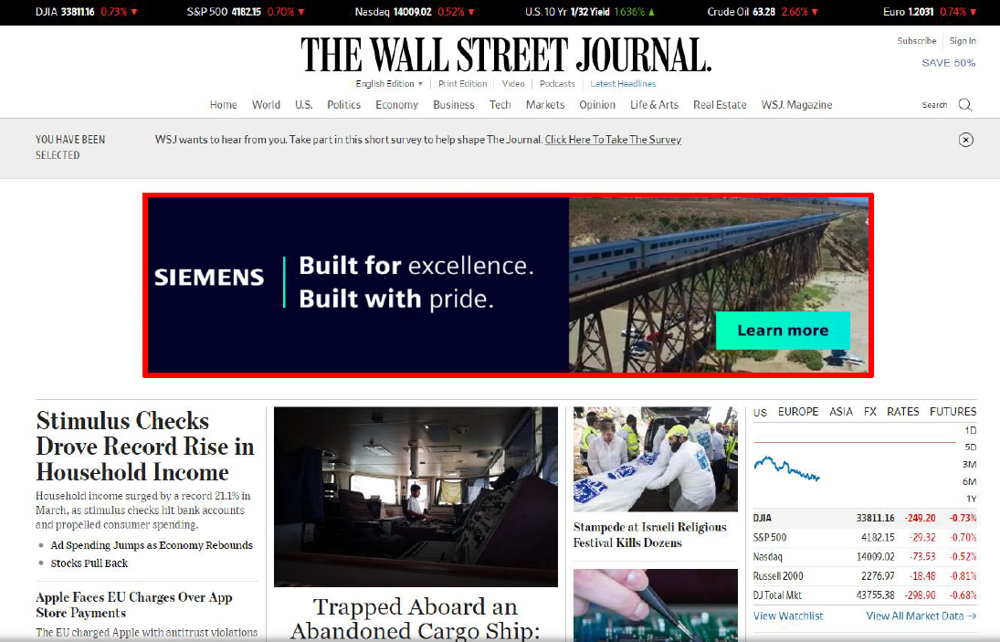 DJIA 33811.16 0.73% ▼ S&P 500 4182.15 0.70% ▼ Nasdaq 14009.02 0.52% ▼ U.S. 10 Yr 1/32 Yield 1.636% ▲ Crude Oil 63.28 2.66% ▼ Euro 1.2031 0.74% ▼
Subscribe Sign In
SAVE 50%
THE WALL STREET JOURNAL.
English Edition ▼ Print Edition Video Podcasts Latest Headlines
Home World U.S. Politics Economy Business Tech Markets Opinion Life & Arts Real Estate WSJ. Magazine Search
YOU HAVE BEEN
SELECTED
WSJ wants to hear from you. Take part in this short survey to help shape The Journal. Click Here To Take The Survey
SIEMENS
Built for excellence.
Built with pride.
Learn more
Stimulus Checks
Drove Record Rise in
Household Income
Household income surged by a record 21.1% in
March, as stimulus checks hit bank accounts
and propelled consumer spending.
• Ad Spending Jumps as Economy Rebounds
• Stocks Pull Back
Apple Faces EU Charges Over App
Store Payments
The EU charged Apple with antitrust violations
Trapped Aboard an
Abandoned Cargo Ship:
Stampede at Israeli Religious
Festival Kills Dozens
US EUROPE ASIA FX RATES FUTURES
1D
5D
3M
6M
1Y
DJIA 33811.16 -249.20 -0.73%
S&P 500 4182.15 -29.32 -0.70%
Nasdaq 14009.02 -73.53 -0.52%
Russell 2000 2276.97 -18.48 -0.81%
DJ Total Mkt 43755.38 -298.90 -0.68%
View Watchlist View All Market Data →